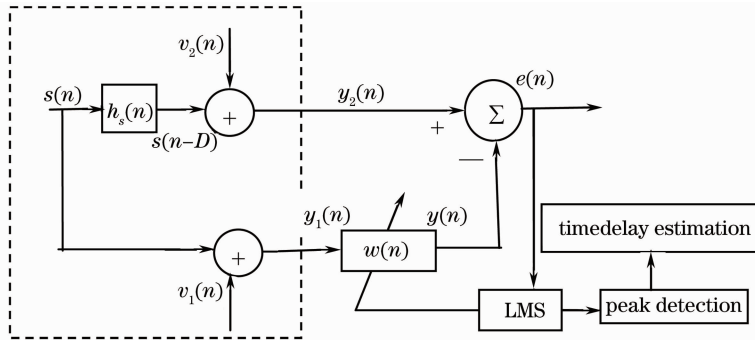 v₂(n)
e(n)
s(n)
hₛ(n)
+
y₂(n)
Σ
s(n-D)
+
—
y₁(n)
y(n)
timedelay estimation
+
w(n)
v₁(n)
LMS
peak detection